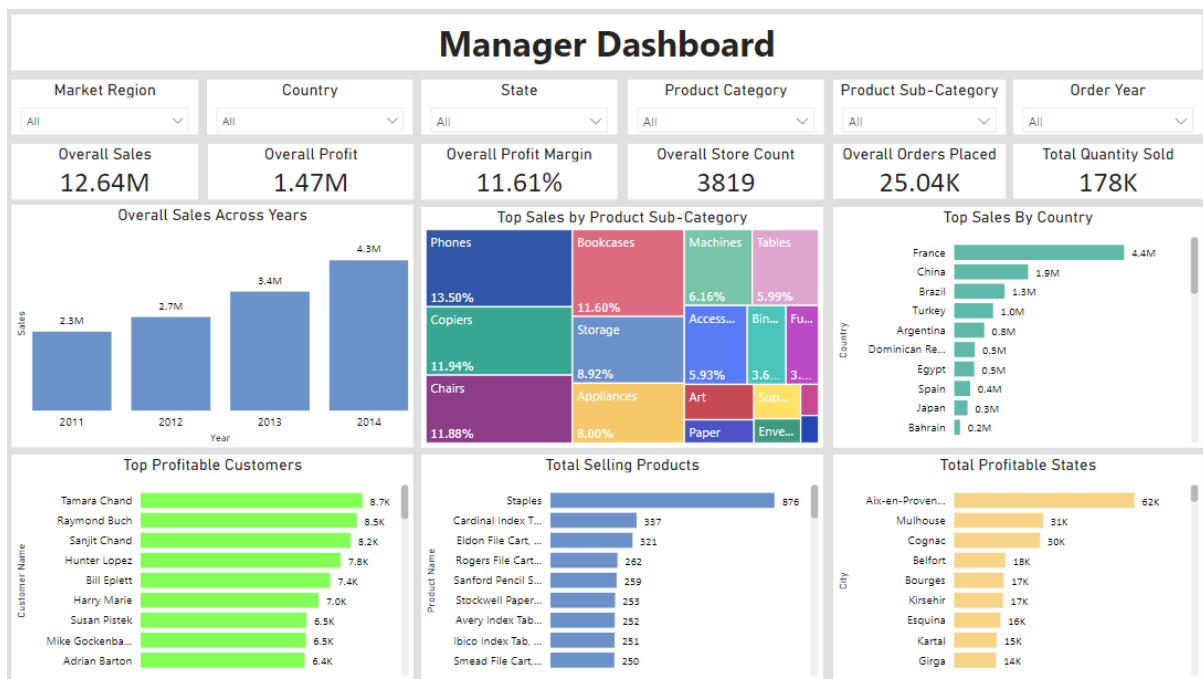 Manager Dashboard
Market Region
All
Country
All
State
All
Product Category
All
Product Sub-Category
All
Order Year
All
Overall Sales
12.64M
Overall Profit
1.47M
Overall Profit Margin
11.61%
Overall Store Count
3819
Overall Orders Placed
25.04K
Total Quantity Sold
178K
Overall Sales Across Years
Sales
2.3M
2.7M
3.4M
4.3M
2011
2012
2013
2014
Year
Top Sales by Product Sub-Category
Phones
13.50%
Copiers
11.94%
Chairs
11.88%
Bookcases
11.60%
Storage
8.92%
Appliances
8.00%
Machines
6.16%
Tables
5.99%
Access...
5.93%
Bin...
3.6...
Fu...
3....
Art
Sup...
Paper
Enve...
Top Sales By Country
Country
France 4.4M
China 1.9M
Brazil 1.3M
Turkey 1.0M
Argentina 0.8M
Dominican Re... 0.5M
Egypt 0.5M
Spain 0.4M
Japan 0.3M
Bahrain 0.2M
Top Profitable Customers
Customer Name
Tamara Chand 8.7K
Raymond Buch 8.5K
Sanjit Chand 8.2K
Hunter Lopez 7.8K
Bill Eplett 7.4K
Harry Marie 7.0K
Susan Pistek 6.5K
Mike Gockenba... 6.5K
Adrian Barton 6.4K
Total Selling Products
Product Name
Staples 876
Cardinal Index T... 337
Eldon File Cart, ... 321
Rogers File Cart... 262
Sanford Pencil S... 259
Stockwell Paper... 253
Avery Index Tab... 252
Ibico Index Tab, ... 251
Smead File Cart,... 250
Total Profitable States
City
Aix-en-Proven... 62K
Mulhouse 31K
Cognac 30K
Belfort 18K
Bourges 17K
Kirsehir 17K
Esquina 16K
Kartal 15K
Girga 14K